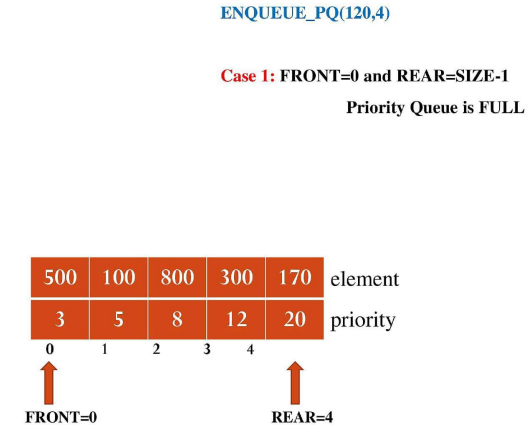 ENQUEUE_PQ(120,4)
Case 1: FRONT=0 and REAR=SIZE-1
Priority Queue is FULL
500 100 800 300 170 element
3 5 8 12 20 priority
0 1 2 3 4
FRONT=0 REAR=4